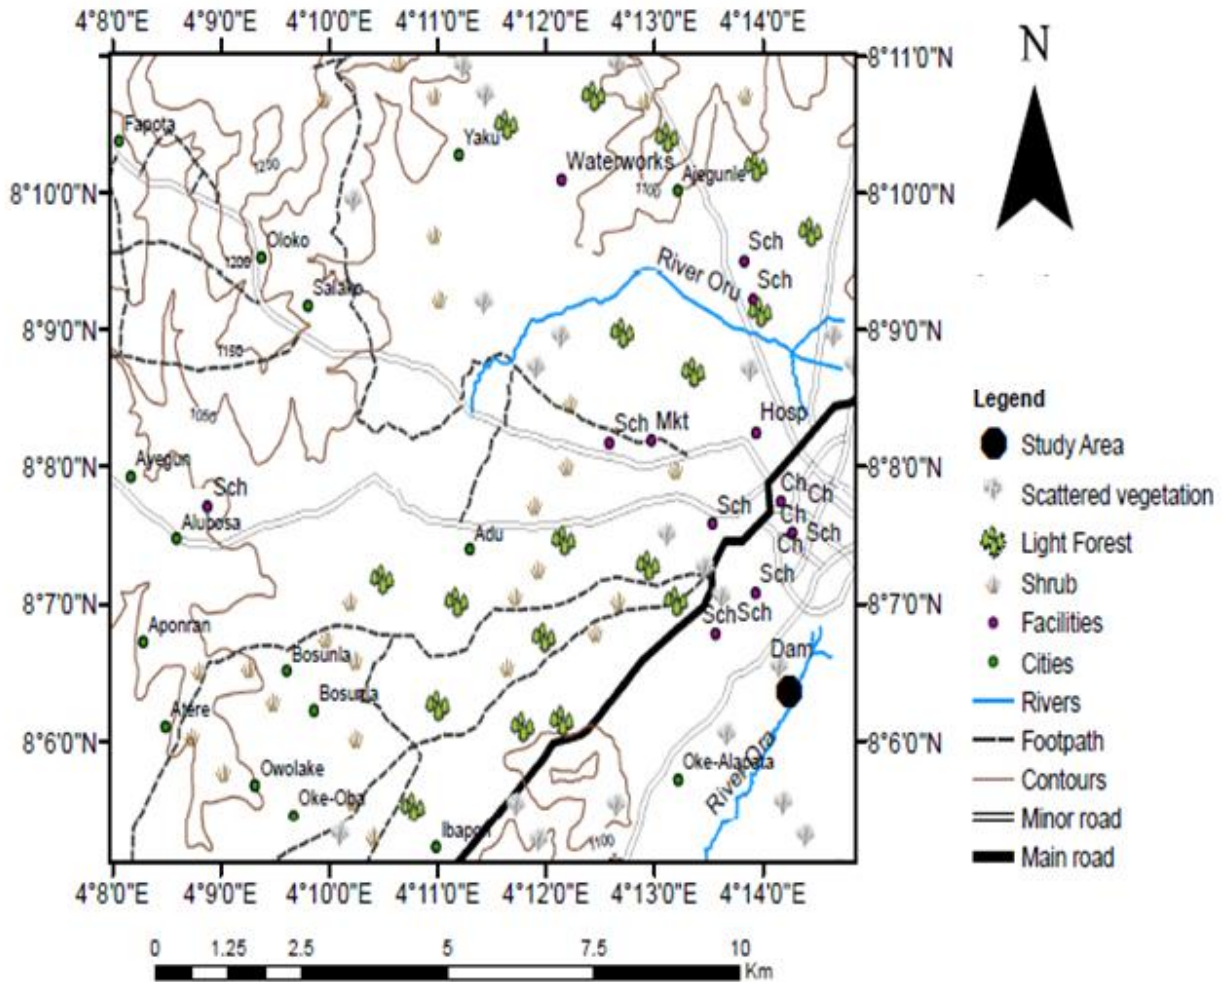 4°8'0"E 4°9'0"E 4°10'0"E 4°11'0"E 4°12'0"E 4°13'0"E 4°14'0"E
8°11'0"N
N
Fapota
Yaku
1200
Waterworks
Ajegunle
1100
8°10'0"N 8°10'0"N
Sch
Oloko
1200
River Oru
Sch
Salako
8°9'0"N 8°9'0"N
1150
1050
Sch Mkt
Hosp
Legend
Study Area
8°8'0"N 8°8'0"N
Ayegun
Sch
Ch Ch
Scattered vegetation
Sch
Ch
Alubosa
Adu
Sch
Ch
Light Forest
Sch
Shrub
8°7'0"N 8°7'0"N
Sch Sch
Facilities
Aponran
Dam
Bosunla
Cities
Bosunla
Rivers
Atere
8°6'0"N 8°6'0"N
Footpath
Owolake
Oke-Alapata
River Ora
Contours
Oke-Oba
Minor road
Ibapon
1100
Main road
4°8'0"E 4°9'0"E 4°10'0"E 4°11'0"E 4°12'0"E 4°13'0"E 4°14'0"E
0 1.25 2.5 5 7.5 10
Km